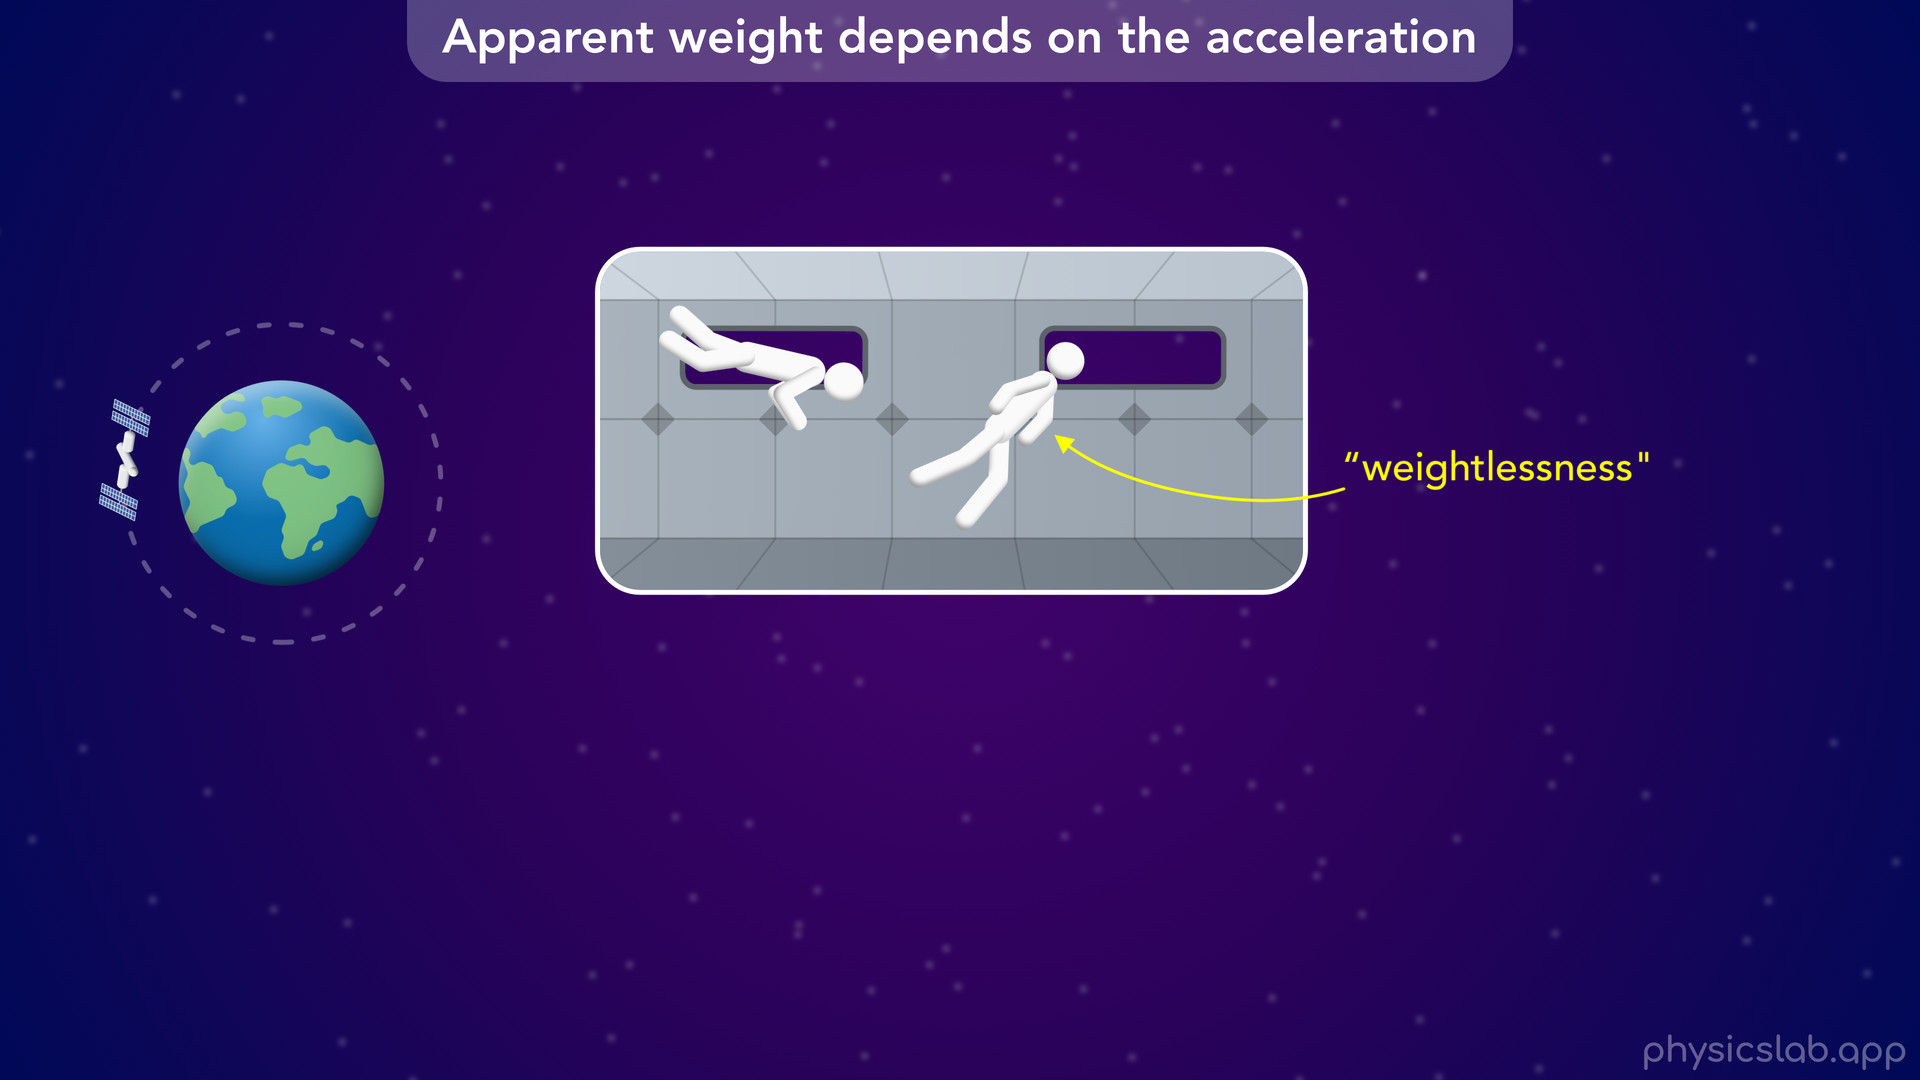 Apparent weight depends on the acceleration
“weightlessness"
physicslab.app